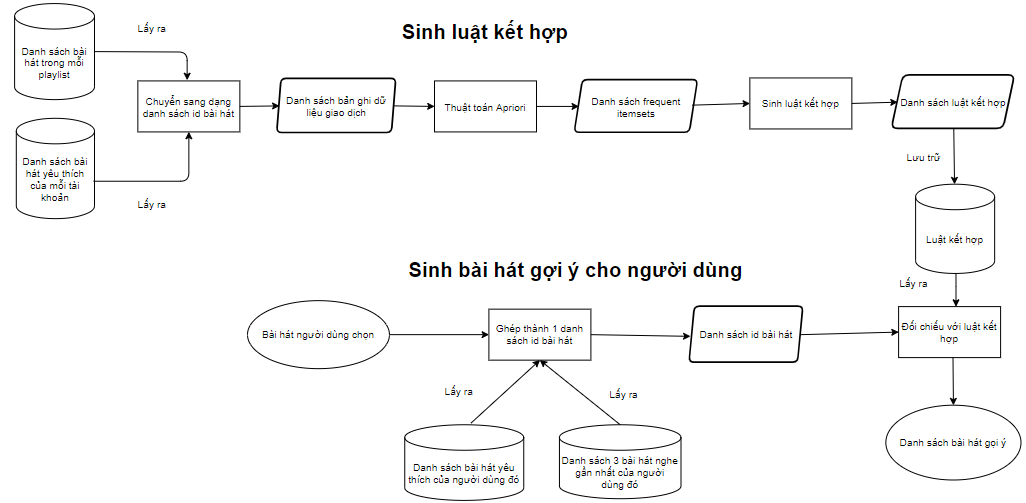 Lấy ra
Sinh luật kết hợp
Danh sách bài
hát trong mỗi
playlist
Chuyển sang dạng
danh sách id bài hát
Danh sách bản ghi dữ
liệu giao dịch
Thuật toán Apriori
Danh sách frequent
itemsets
Sinh luật kết hợp
Danh sách luật kết hợp
Danh sách bài
hát yêu thích
của mỗi tài
khoản
Lấy ra
Lưu trữ
Luật kết hợp
Sinh bài hát gợi ý cho người dùng
Lấy ra
Bài hát người dùng chọn
Ghép thành 1 danh
sách id bài hát
Danh sách id bài hát
Đối chiếu với luật kết
hợp
Lấy ra
Lấy ra
Danh sách bài hát yêu
thích của người dùng đó
Danh sách 3 bài hát nghe
gần nhất của người
dùng đó
Danh sách bài hát gợi ý